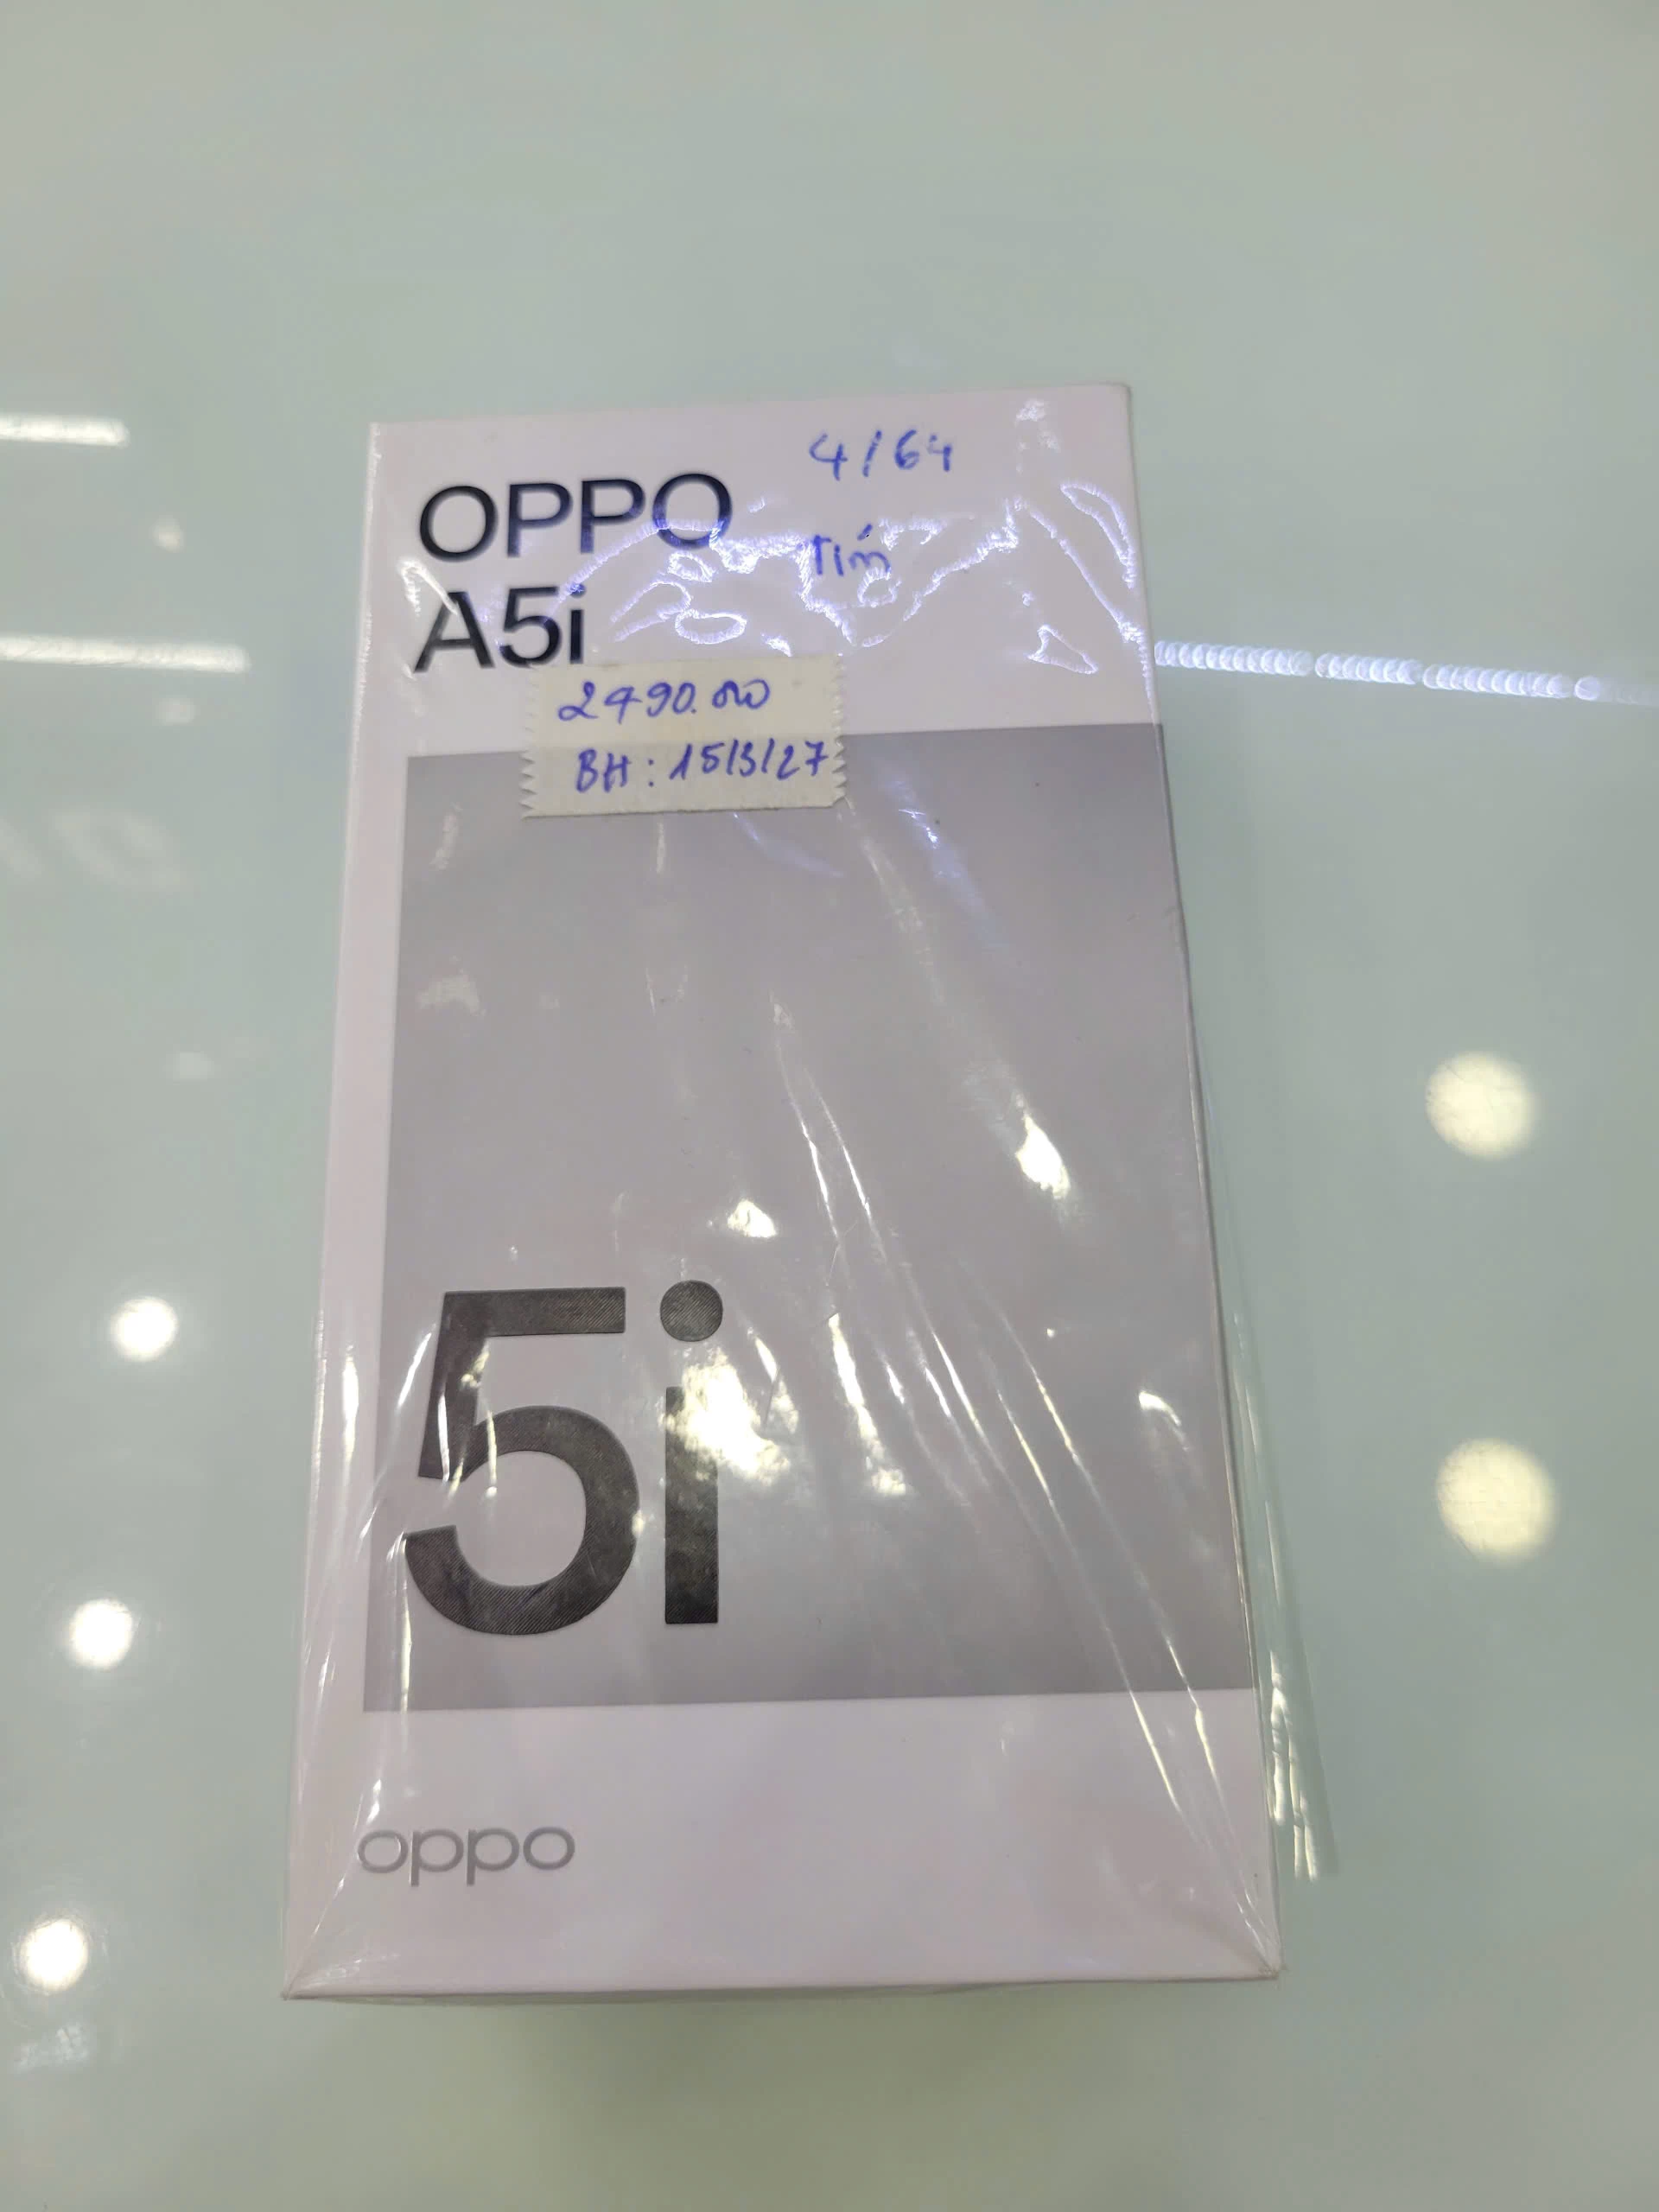 OPPO
A5i
4/64
Tím
2490.000
BH: 15/3/27
5i
oppo